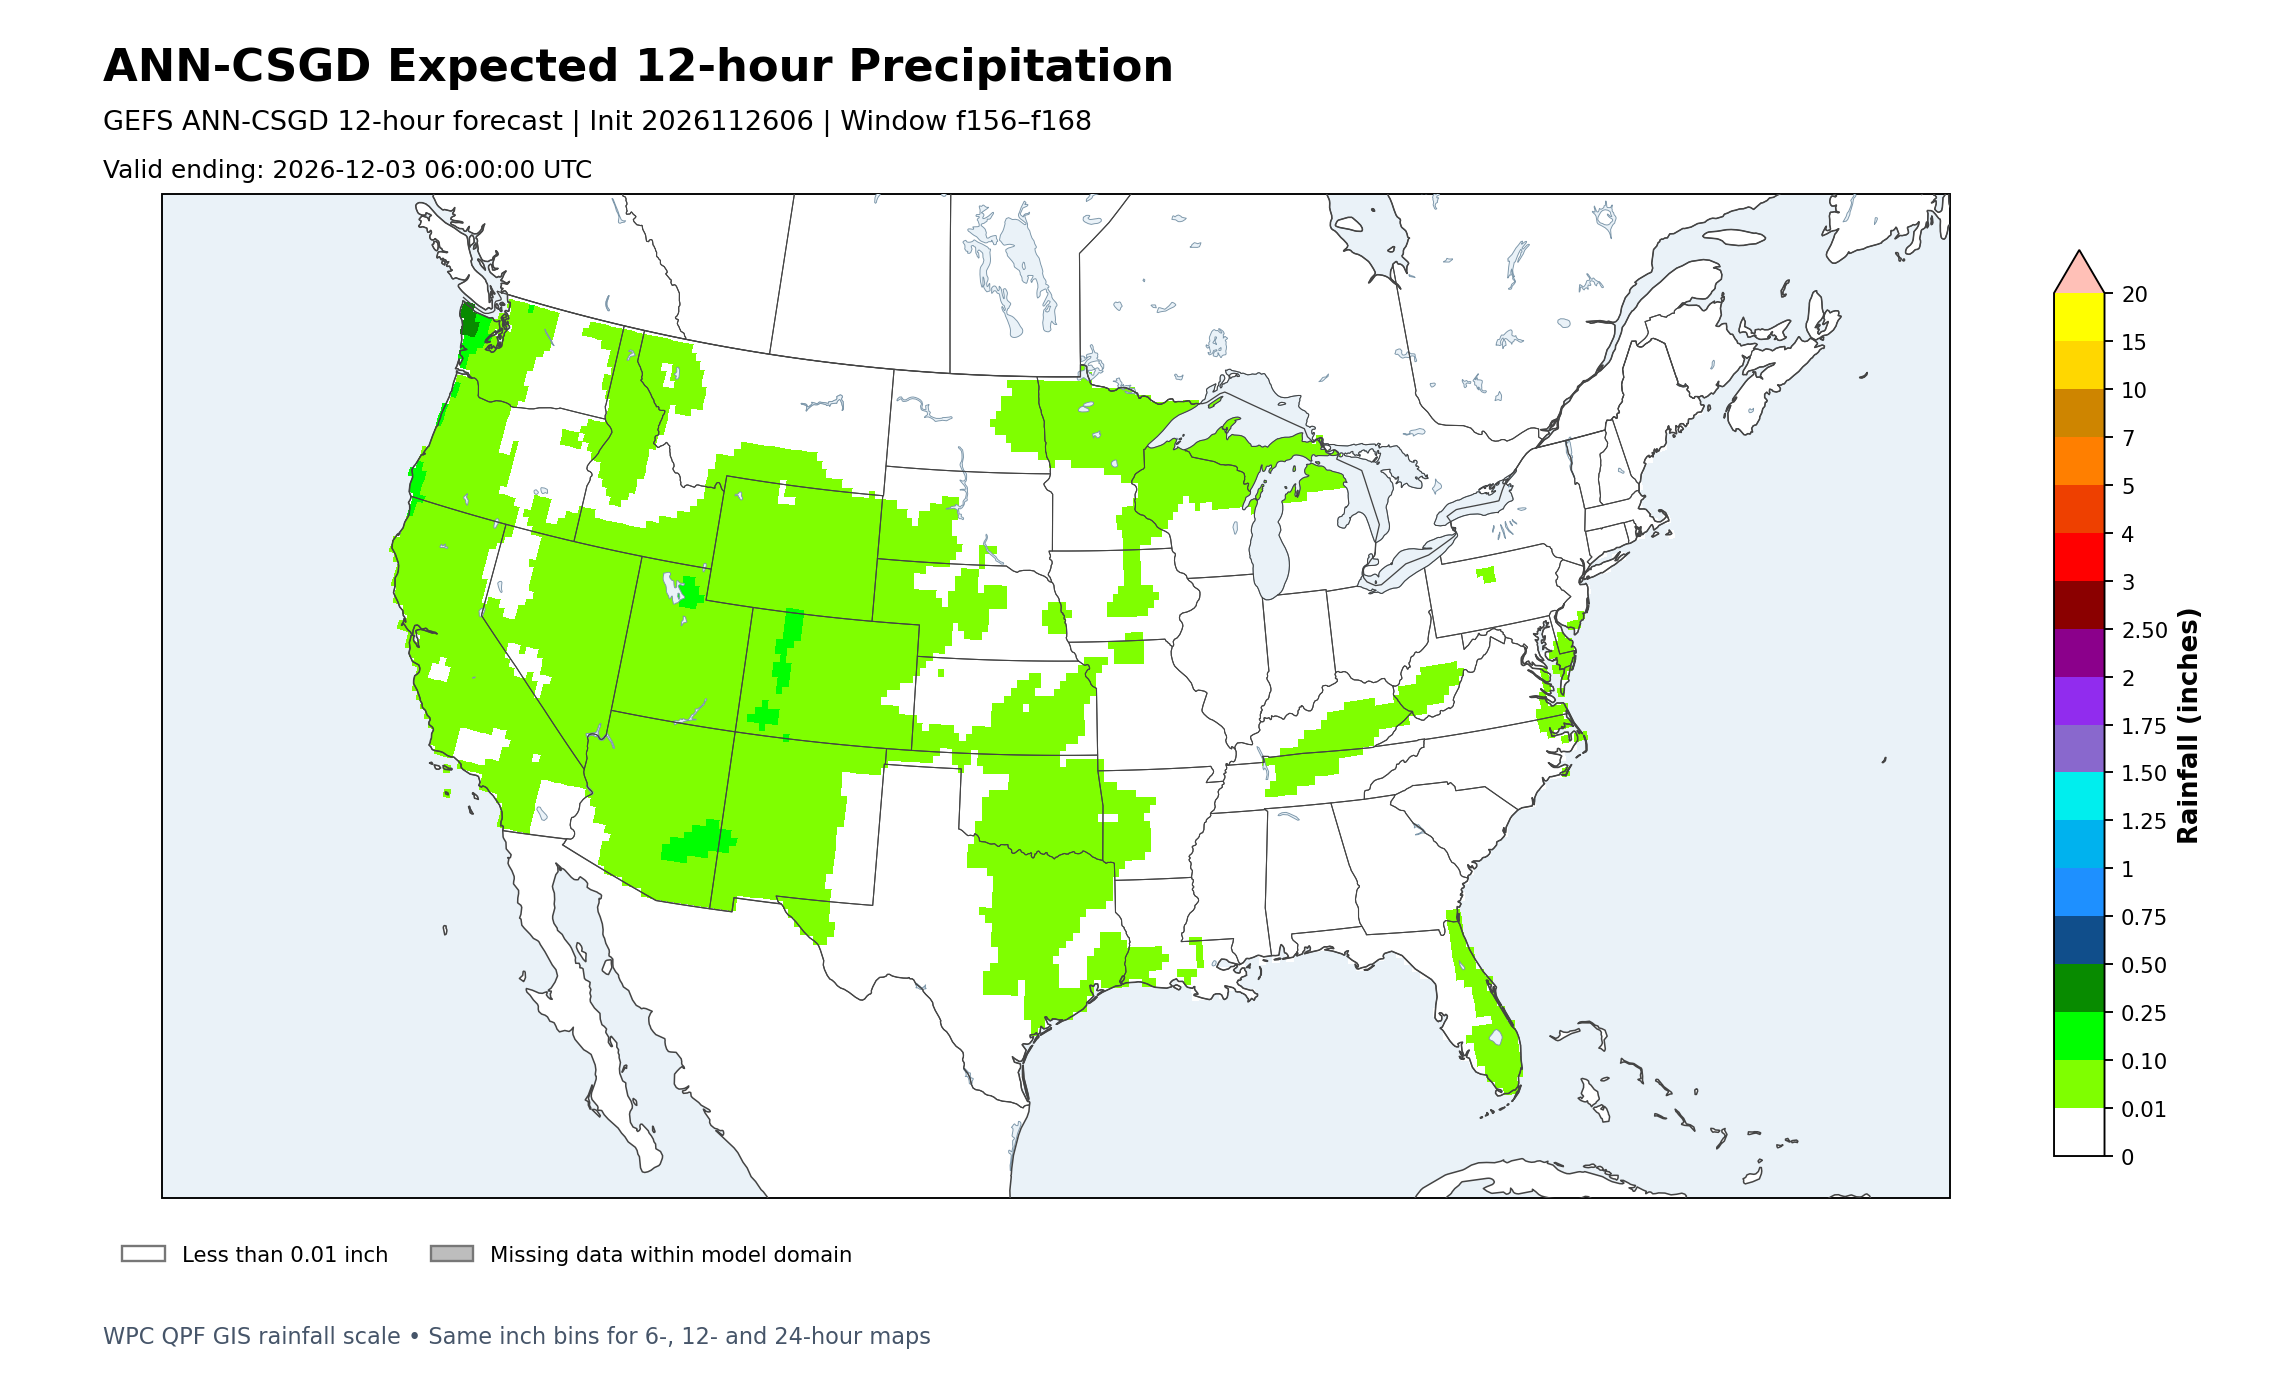 ANN-CSGD Expected 12-hour Precipitation
GEFS ANN-CSGD 12-hour forecast | Init 2026112606 | Window f156–f168
Valid ending: 2026-12-03 06:00:00 UTC
20
15
10
7
5
4
3
2.50
2
1.75
1.50
1.25
1
0.75
0.50
0.25
0.10
0.01
0
Rainfall (inches)
Less than 0.01 inch
Missing data within model domain
WPC QPF GIS rainfall scale • Same inch bins for 6-, 12- and 24-hour maps